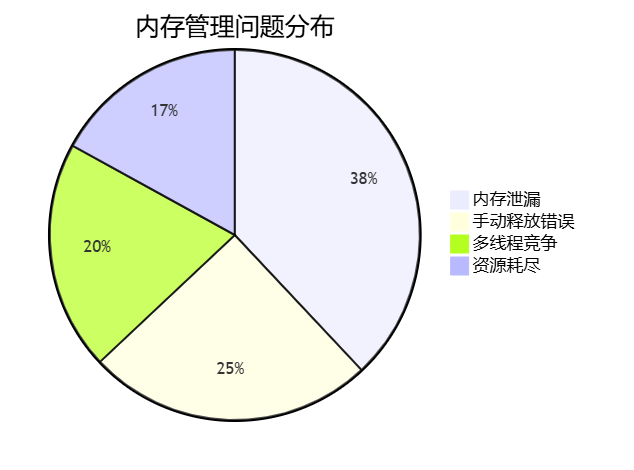 内存管理问题分布
17%
38%
20%
25%
内存泄漏
手动释放错误
多线程竞争
资源耗尽